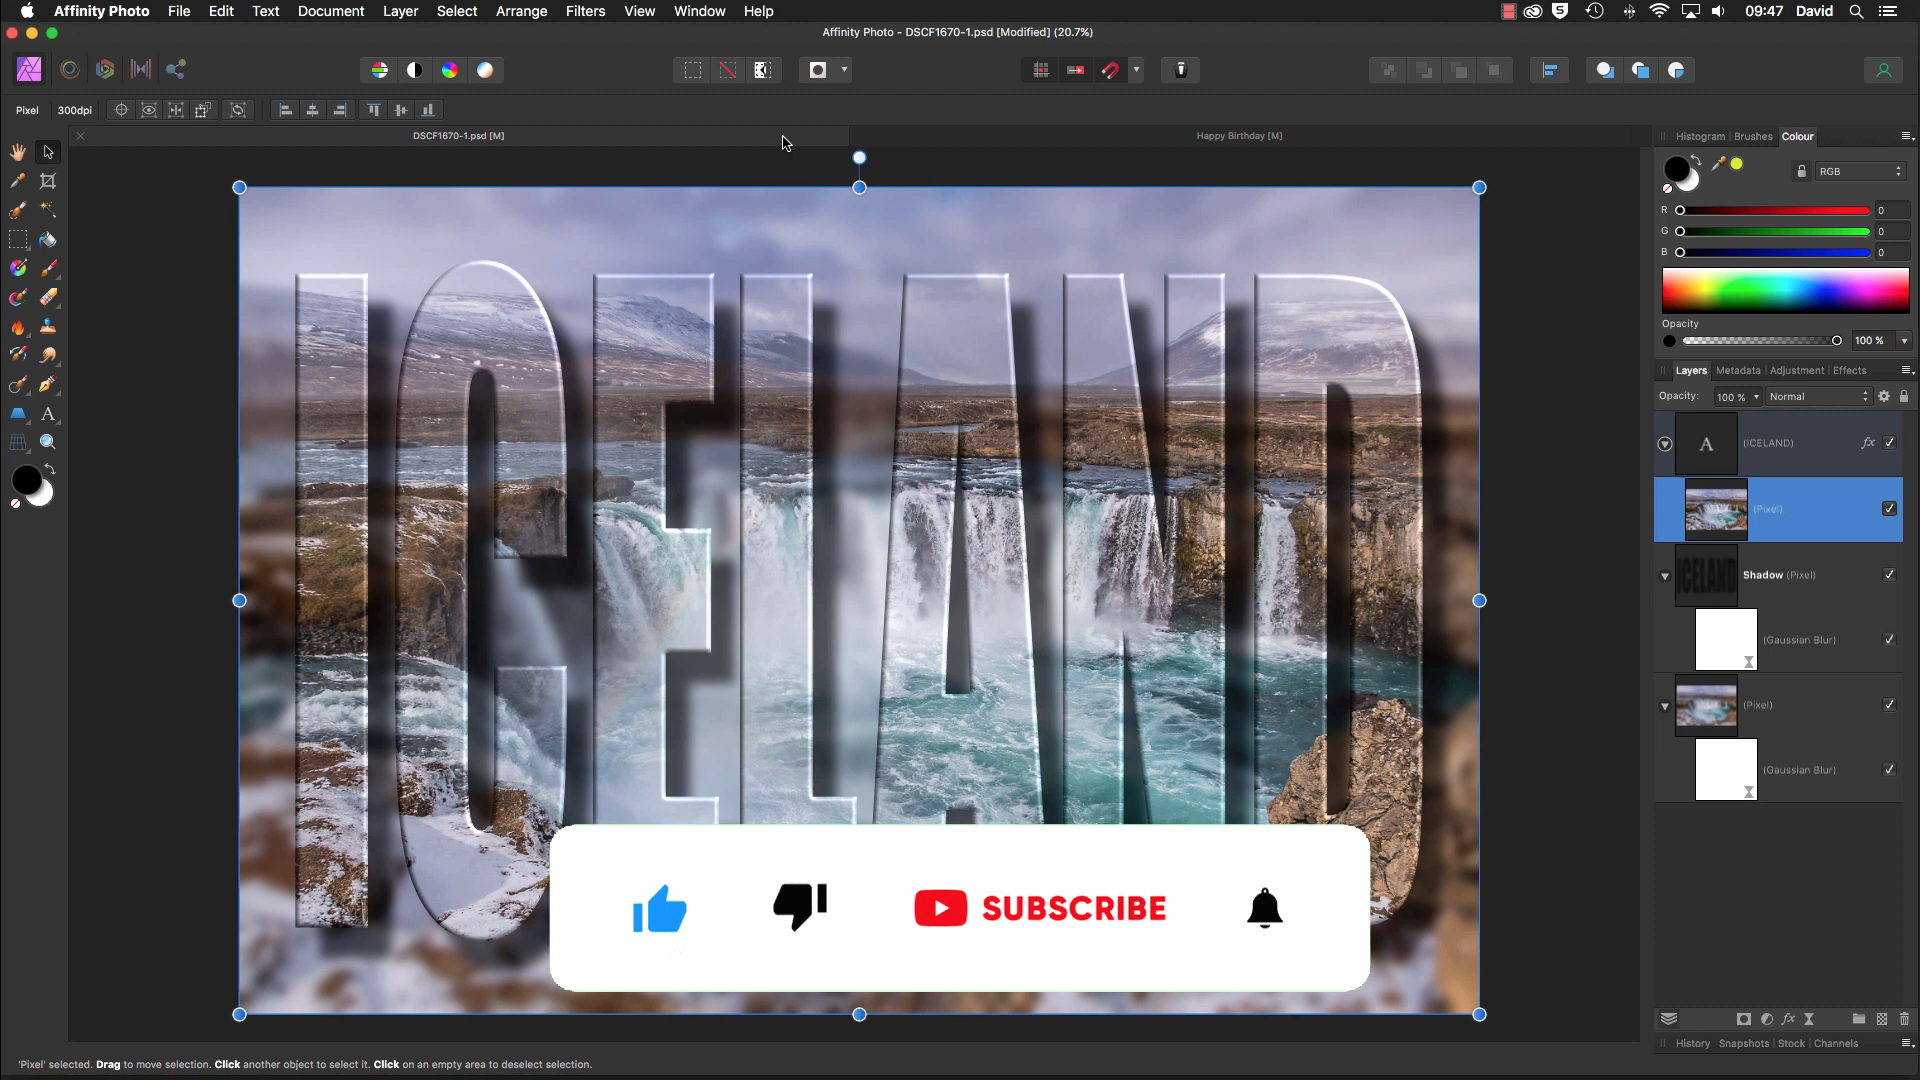 Affinity Photo File Edit Text Document Layer Select Arrange Filters View Window Help
09:47 David
Affinity Photo - DSCF1670-1.psd [Modified] (20.7%)
Pixel 300dpi
DSCF1670-1.psd [M]
Happy Birthday [M]
Histogram Brushes Colour
RGB
R 0
G 0
B 0
Opacity
100 %
Layers Metadata Adjustment Effects
Opacity: 100 % Normal
A (ICELAND) fx
(Pixel)
ICELAND Shadow (Pixel)
(Gaussian Blur)
(Pixel)
(Gaussian Blur)
ICELAND
SUBSCRIBE
fx
History Snapshots Stock Channels
'Pixel' selected. Drag to move selection. Click another object to select it. Click on an empty area to deselect selection.